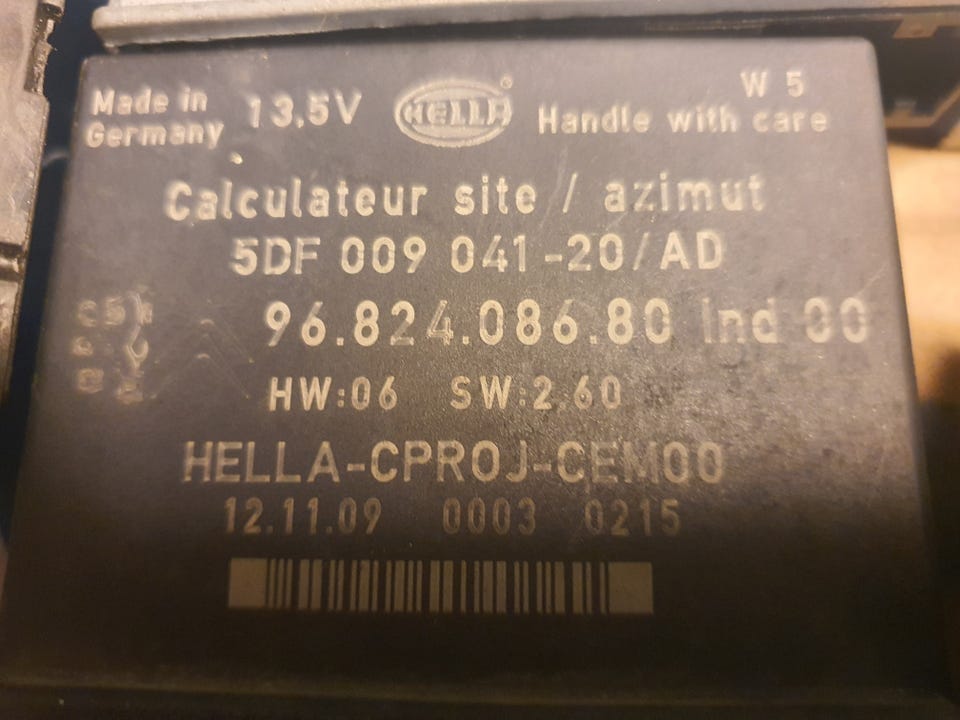 W 5
Made in
Germany
13,5V
HELLA
Handle with care
Calculateur site / azimut
5DF 009 041-20/AD
96.824.086.80 Ind 00
HW:06 SW:2.60
HELLA-CPROJ-CEM00
12.11.09 0003 0215